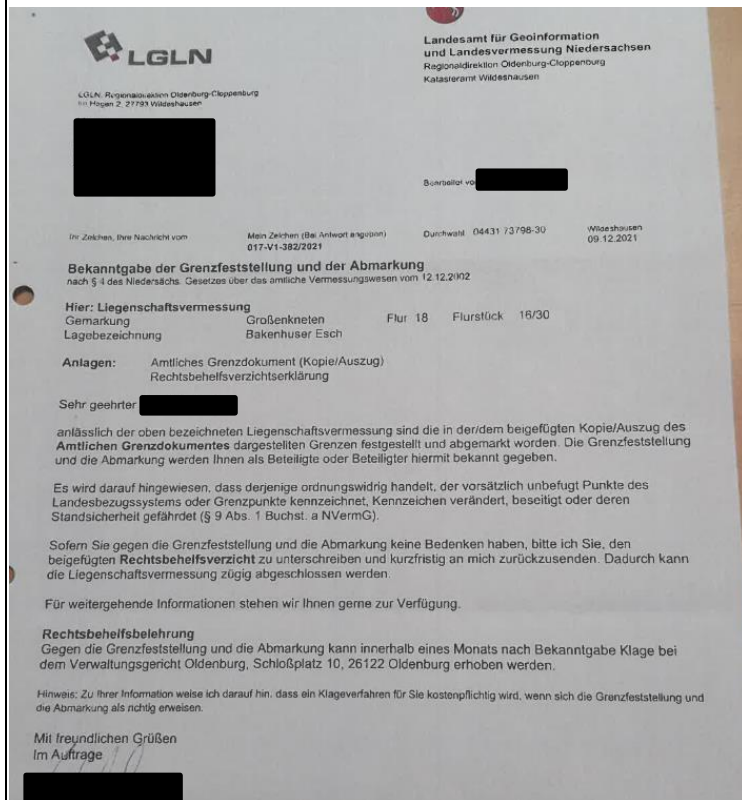 LGLN
Landesamt für Geoinformation
und Landesvermessung Niedersachsen
Regionaldirektion Oldenburg-Cloppenburg
Katasteramt Wildeshausen
LGLN, Regionaldirektion Oldenburg-Cloppenburg
Hagen 2, 27793 Wildeshausen
Bearbeitet vo
Ihr Zeichen, Ihre Nachricht vom
Mein Zeichen (Bei Antwort angeben)
017-V1-382/2021
Durchwahl 04431 73798-30
Wildeshausen
09.12.2021
Bekanntgabe der Grenzfeststellung und der Abmarkung
nach § 4 des Niedersächs. Gesetzes über das amtliche Vermessungswesen vom 12.12.2002
Hier: Liegenschaftsvermessung
Gemarkung Großenkneten Flur 18 Flurstück 16/30
Lagebezeichnung Bakenhuser Esch
Anlagen: Amtliches Grenzdokument (Kopie/Auszug)
Rechtsbehelfsverzichtserklärung
Sehr geehrter
anlässlich der oben bezeichneten Liegenschaftsvermessung sind die in der/dem beigefügten Kopie/Auszug des
Amtlichen Grenzdokumentes dargestellten Grenzen festgestellt und abgemarkt worden. Die Grenzfeststellung
und die Abmarkung werden Ihnen als Beteiligte oder Beteiligter hiermit bekannt gegeben.
Es wird darauf hingewiesen, dass derjenige ordnungswidrig handelt, der vorsätzlich unbefugt Punkte des
Landesbezugssystems oder Grenzpunkte kennzeichnet, Kennzeichen verändert, beseitigt oder deren
Standsicherheit gefährdet (§ 9 Abs. 1 Buchst. a NVermG).
Sofern Sie gegen die Grenzfeststellung und die Abmarkung keine Bedenken haben, bitte ich Sie, den
beigefügten Rechtsbehelfsverzicht zu unterschreiben und kurzfristig an mich zurückzusenden. Dadurch kann
die Liegenschaftsvermessung zügig abgeschlossen werden.
Für weitergehende Informationen stehen wir Ihnen gerne zur Verfügung.
Rechtsbehelfsbelehrung
Gegen die Grenzfeststellung und die Abmarkung kann innerhalb eines Monats nach Bekanntgabe Klage bei
dem Verwaltungsgericht Oldenburg, Schloßplatz 10, 26122 Oldenburg erhoben werden.
Hinweis: Zu Ihrer Information weise ich darauf hin, dass ein Klageverfahren für Sie kostenpflichtig wird, wenn sich die Grenzfeststellung und
die Abmarkung als richtig erweisen.
Mit freundlichen Grüßen
Im Auftrage